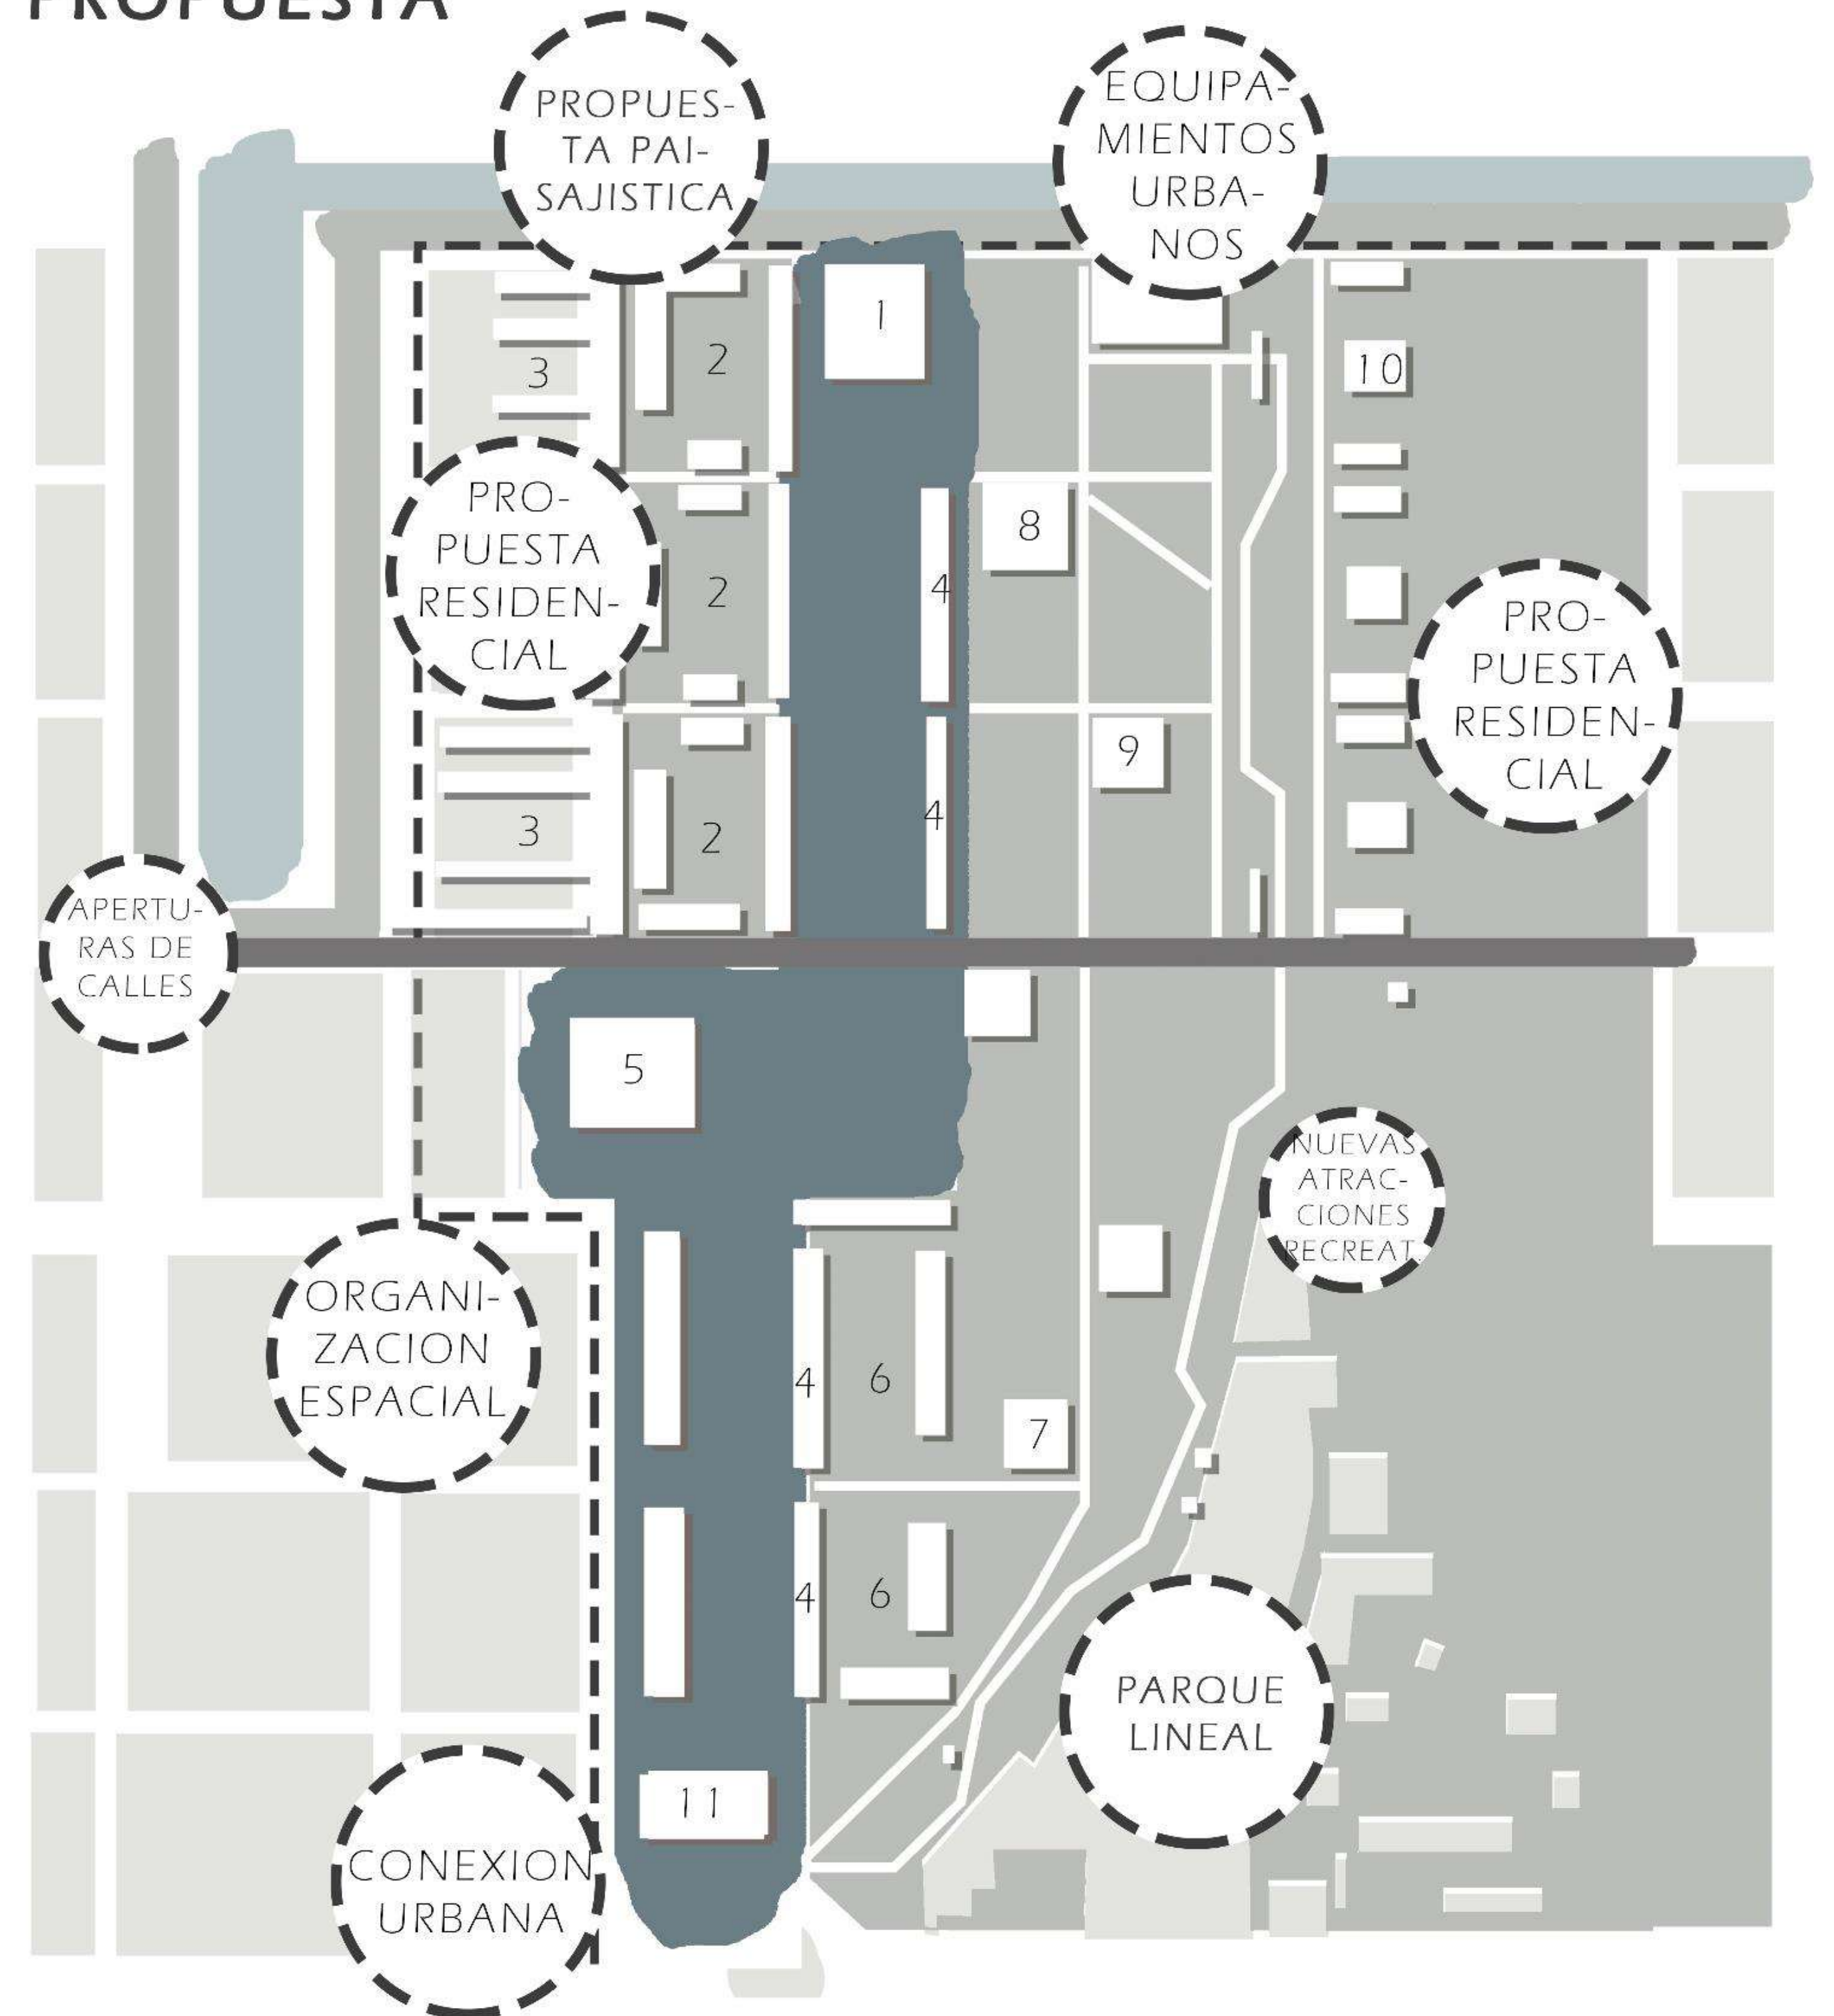 PROPUESTA
PROPUES-
TA PAI-
SAJISTICA
EQUIPA-
MIENTOS
URBA-
NOS
1
2
3
10
PRO-
PUESTA
RESIDEN-
CIAL
2
4
8
PRO-
PUESTA
RESIDEN-
CIAL
3
2
4
9
APERTU-
RAS DE
CALLES
5
NUEVAS
ATRAC-
CIONES
RECREAT.
ORGANI-
ZACION
ESPACIAL
4
6
7
4
6
PARQUE
LINEAL
11
CONEXION
URBANA